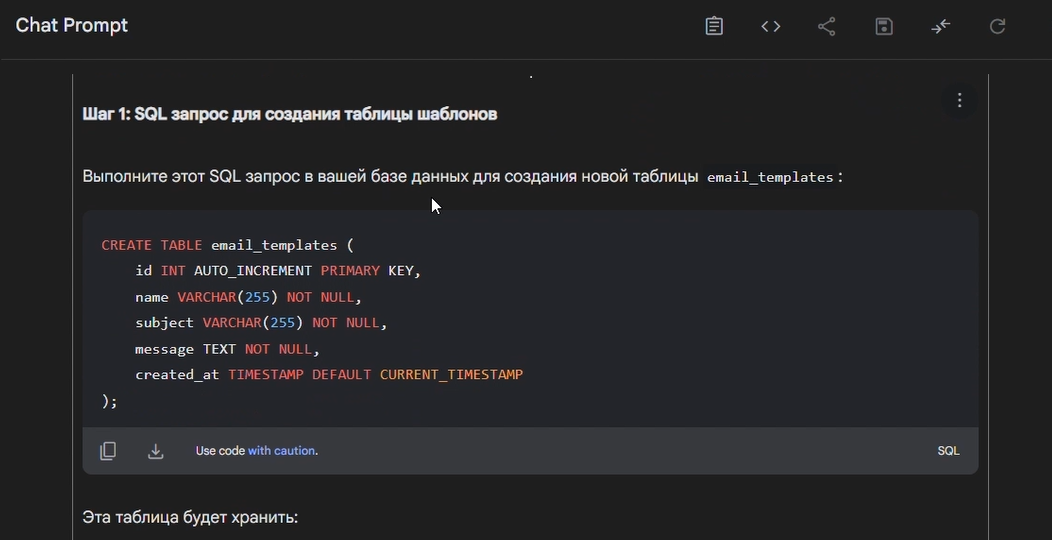 Chat Prompt
Шаг 1: SQL запрос для создания таблицы шаблонов
Выполните этот SQL запрос в вашей базе данных для создания новой таблицы email_templates:
CREATE TABLE email_templates (
    id INT AUTO_INCREMENT PRIMARY KEY,
    name VARCHAR(255) NOT NULL,
    subject VARCHAR(255) NOT NULL,
    message TEXT NOT NULL,
    created_at TIMESTAMP DEFAULT CURRENT_TIMESTAMP
);
Use code with caution. SQL
Эта таблица будет хранить: